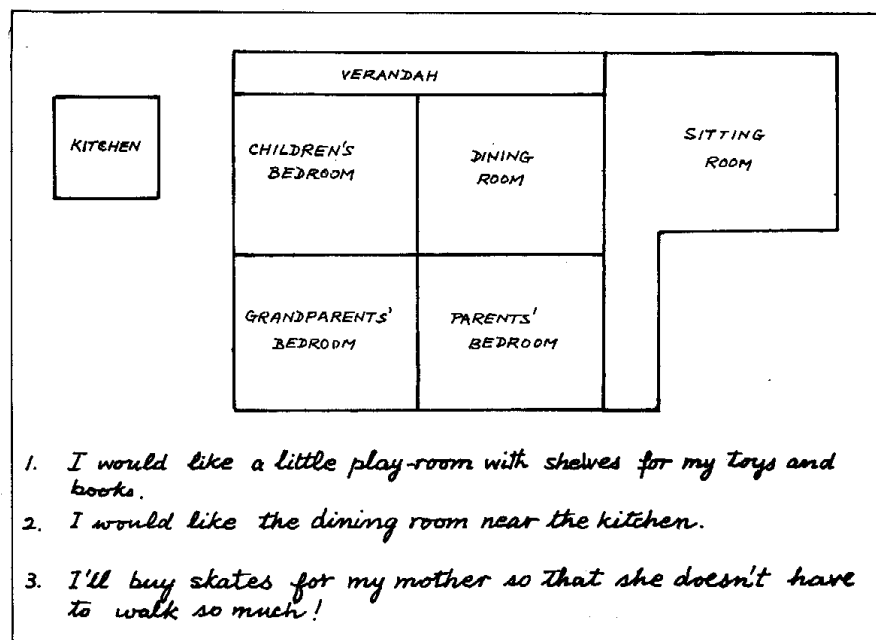 VERANDAH
KITCHEN
CHILDREN'S
BEDROOM
DINING
ROOM
SITTING
ROOM
GRANDPARENTS'
BEDROOM
PARENTS'
BEDROOM
1. I would like a little play-room with shelves for my toys and
books.
2. I would like the dining room near the kitchen.
3. I'll buy skates for my mother so that she doesn't have
to walk so much!